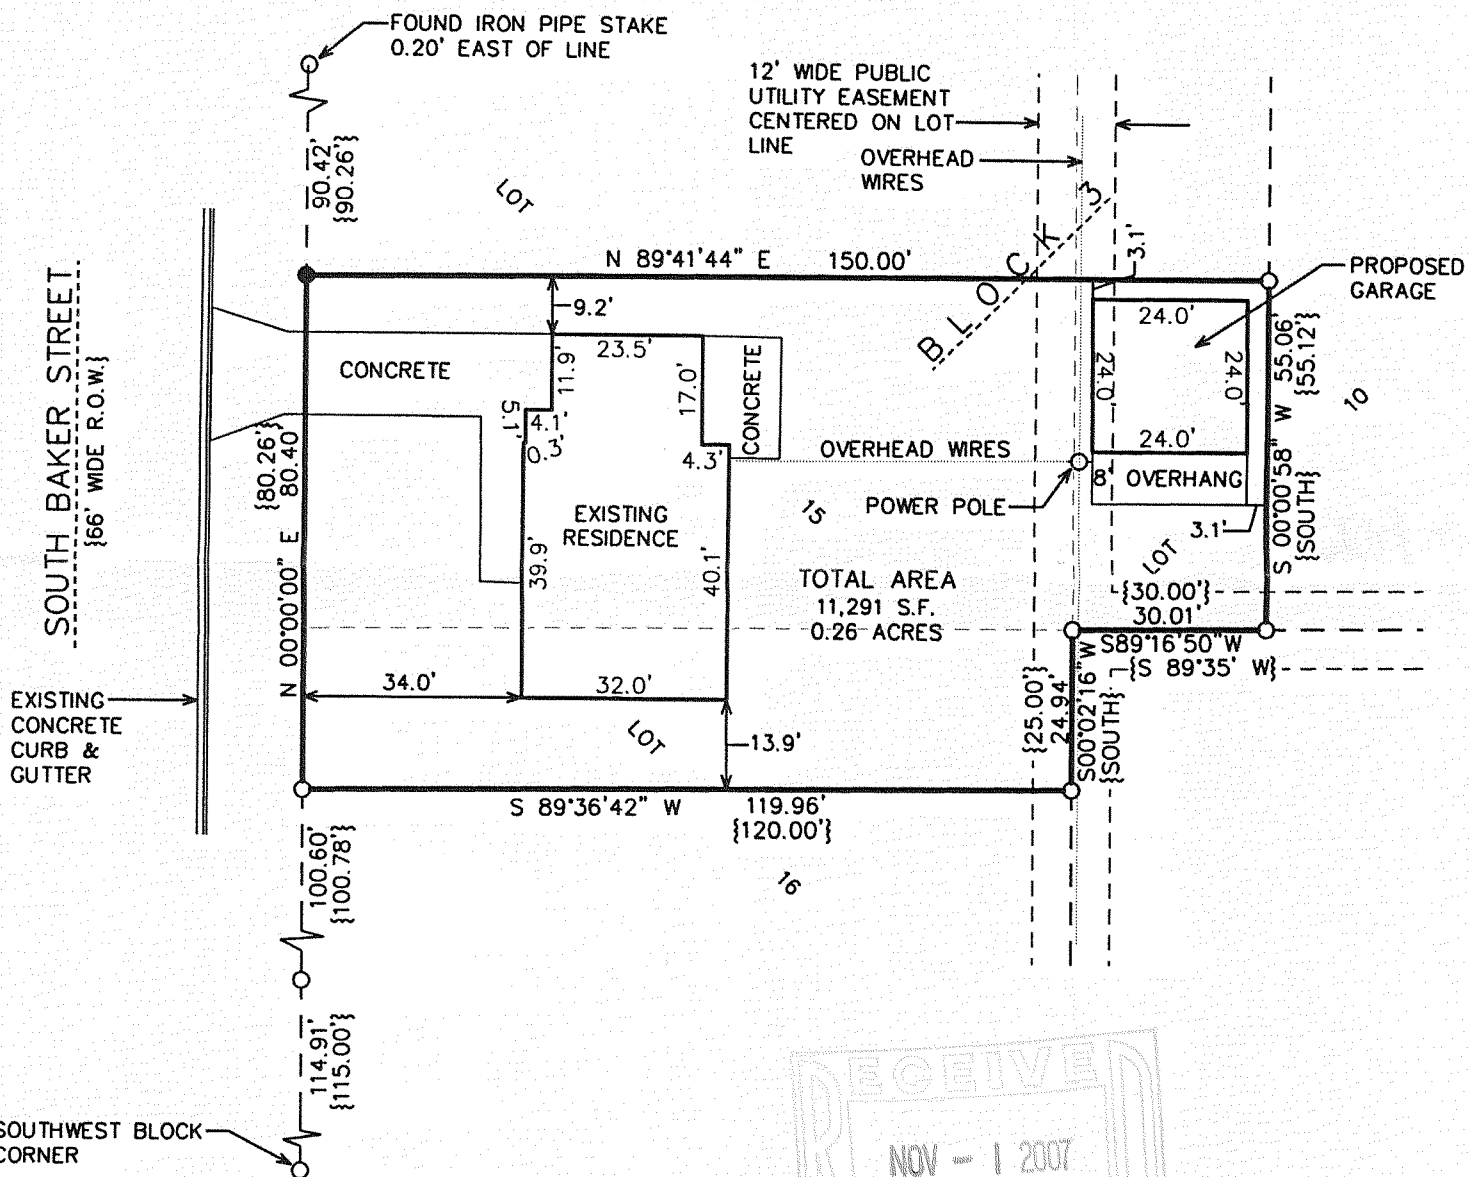 FOUND IRON PIPE STAKE
0.20' EAST OF LINE
12' WIDE PUBLIC
UTILITY EASEMENT
CENTERED ON LOT
LINE
OVERHEAD
WIRES
90.42'
{90.26'}
LOT
BLOCK 3
N 89°41'44" E 150.00'
3.1'
PROPOSED
GARAGE
SOUTH BAKER STREET
{66' WIDE R.O.W.}
9.2'
23.5'
CONCRETE
11.9'
17.0'
CONCRETE
5.1'
4.1'
0.3'
4.3'
24.0'
24.0'
24.0'
24.0'
S 00°00'58" W 55.06'
{SOUTH} {55.12'}
10
OVERHEAD WIRES
8' OVERHANG
POWER POLE
3.1'
N 00°00'00" E 80.40'
{80.26'}
EXISTING
RESIDENCE
15
LOT
39.9'
40.1'
TOTAL AREA
11,291 S.F.
0.26 ACRES
{30.00'}
30.01'
S89°16'50"W
{S 89°35' W}
EXISTING
CONCRETE
CURB &
GUTTER
34.0'
32.0'
LOT
13.9'
{25.00'}
24.94'
S00°02'16"W
{SOUTH}
S 89°36'42" W 119.96'
{120.00'}
16
100.60'
{100.78'}
114.91'
{115.00'}
SOUTHWEST BLOCK
CORNER
RECEIVED
NOV - 1 2007